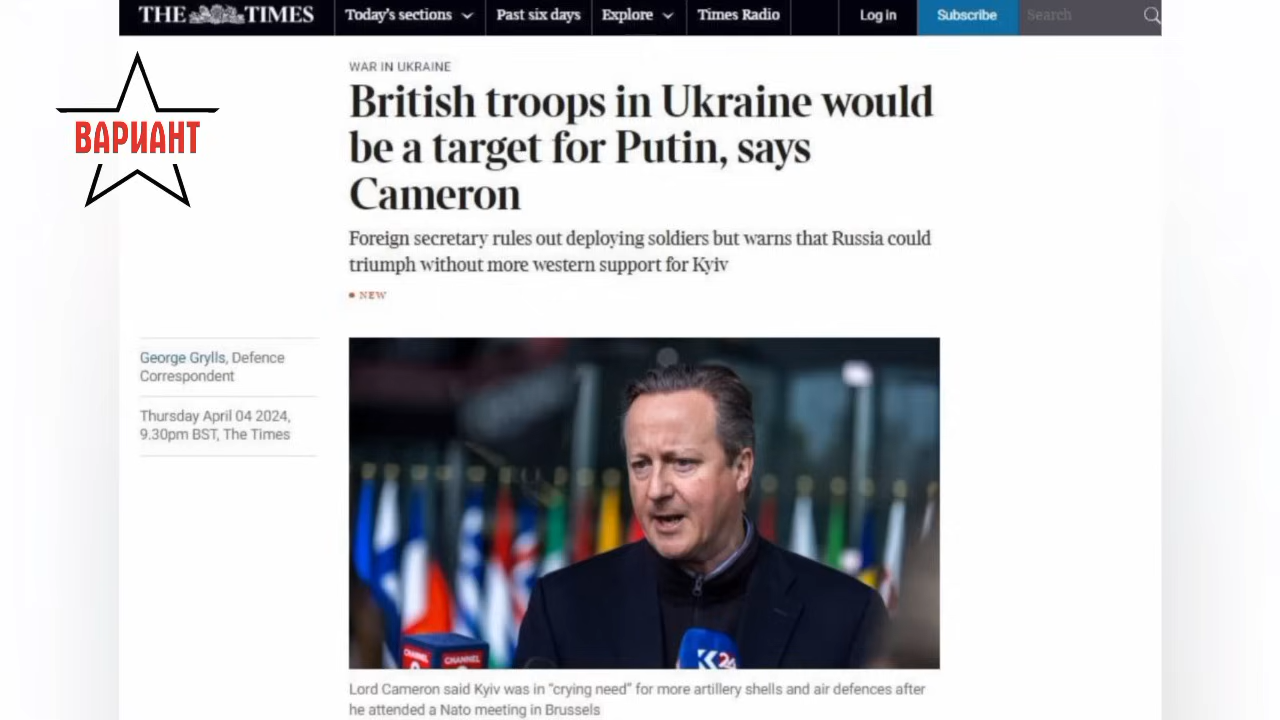 THE TIMES
Today's sections
Past six days
Explore
Times Radio
Log in
Subscribe
Search
ВАРИАНТ
WAR IN UKRAINE
British troops in Ukraine would
be a target for Putin, says
Cameron
Foreign secretary rules out deploying soldiers but warns that Russia could
triumph without more western support for Kyiv
NEW
George Grylls, Defence
Correspondent
Thursday April 04 2024,
9.30pm BST, The Times
CHANNEL
CHANNEL
24
Lord Cameron said Kyiv was in “crying need” for more artillery shells and air defences after
he attended a Nato meeting in Brussels